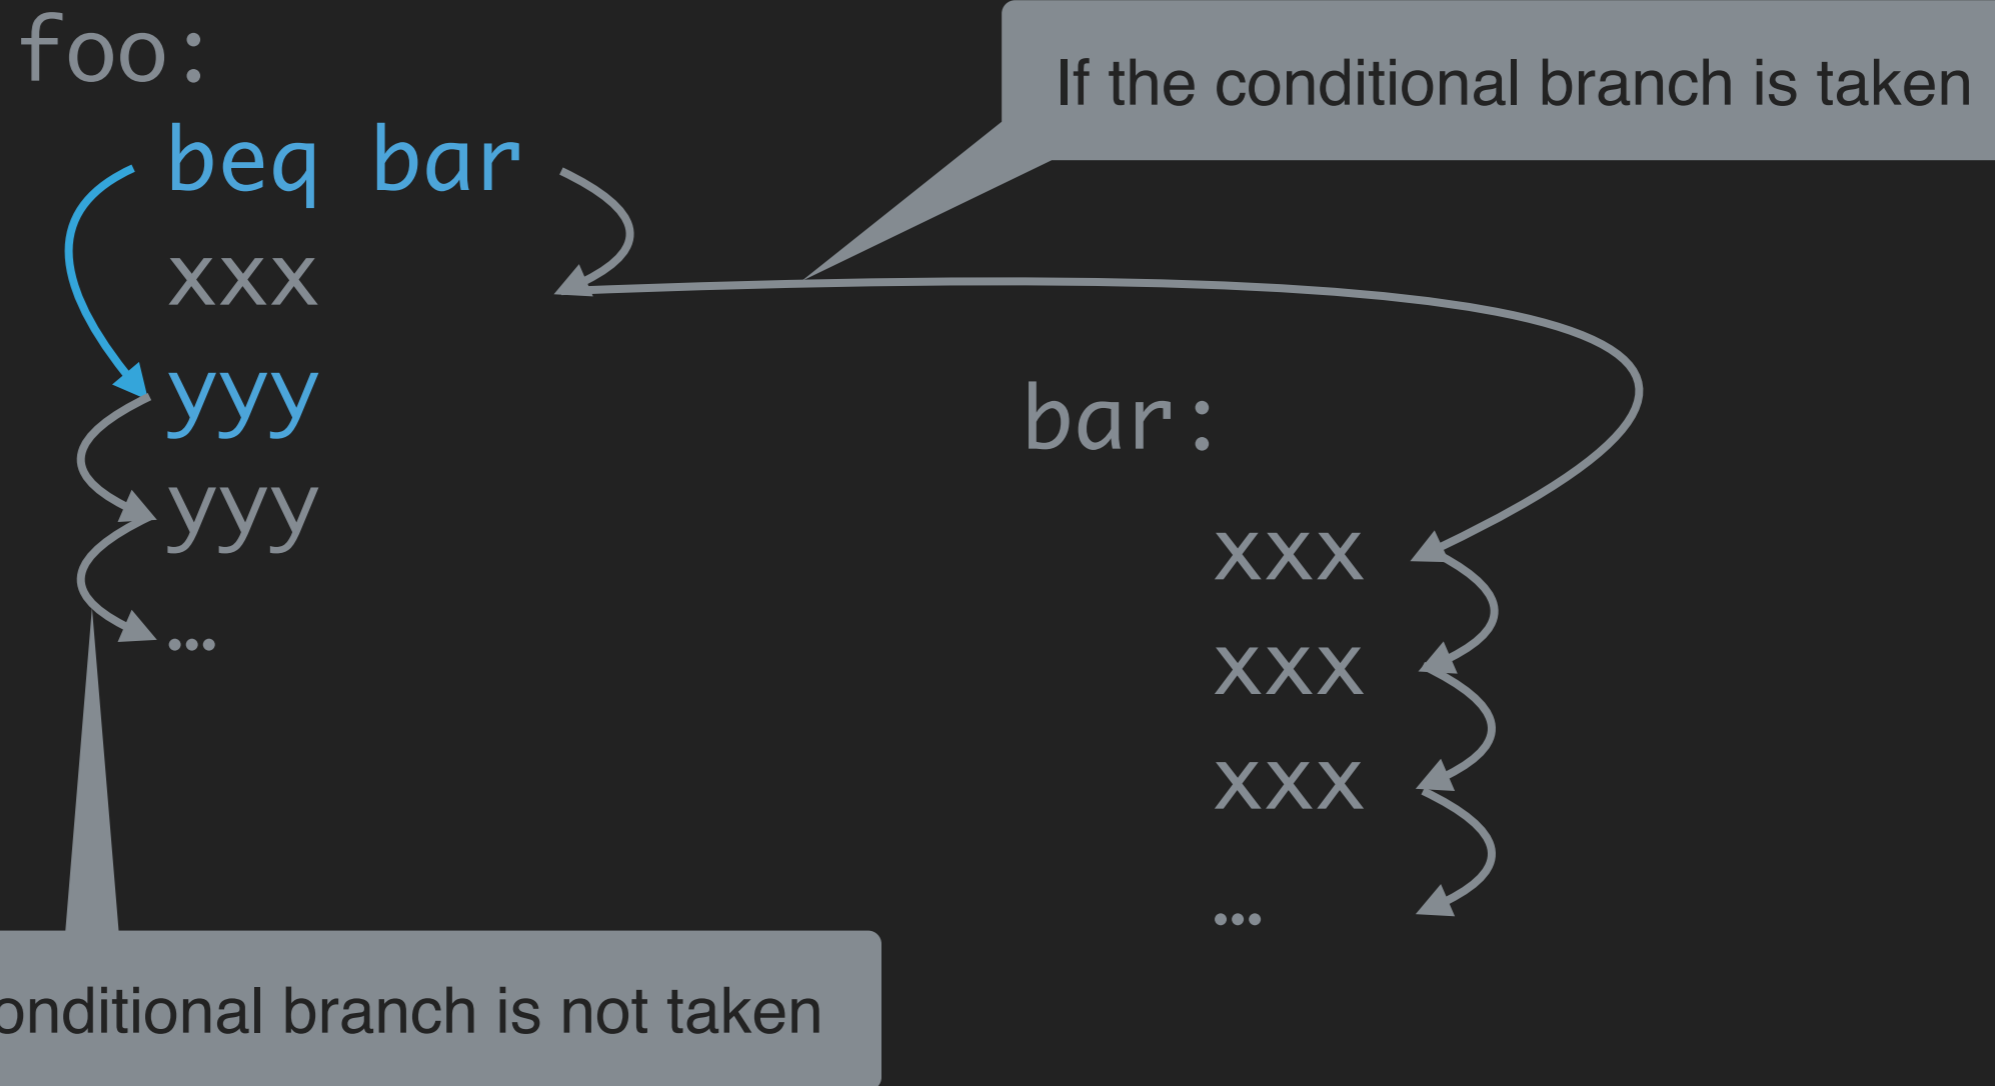 foo:
If the conditional branch is taken
beq bar
xxx
yyy
bar:
yyy
xxx
...
xxx
xxx
...
onditional branch is not taken